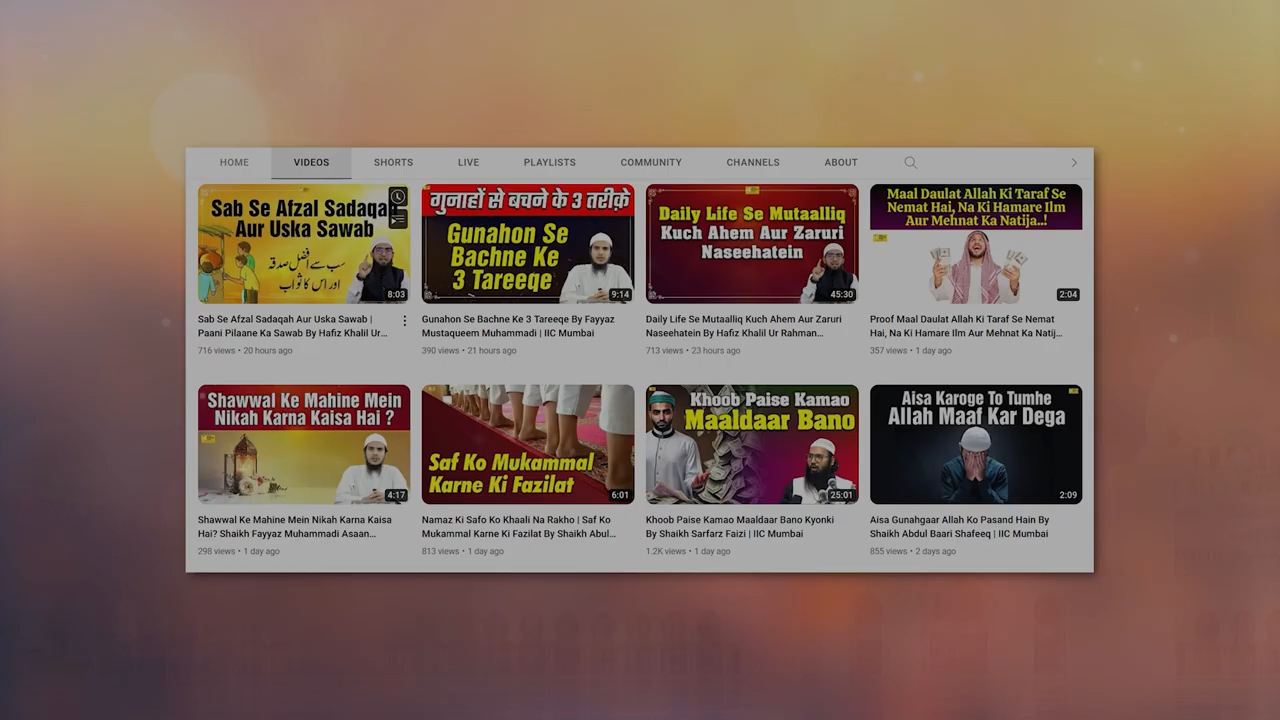 HOME VIDEOS SHORTS LIVE PLAYLISTS COMMUNITY CHANNELS ABOUT
Sab Se Afzal Sadaqah
Aur Uska Sawab
سب سے افضل صدقہ
اور اس کا ثواب
8:03
गुनाहों से बचने के 3 तरीक़े
Gunahon Se
Bachne Ke
3 Tareeqe
9:14
Daily Life Se Mutaalliq
Kuch Ahem Aur Zaruri
Naseehatein
45:30
Maal Daulat Allah Ki Taraf Se
Nemat Hai, Na Ki Hamare Ilm
Aur Mehnat Ka Natija..!
2:04
Sab Se Afzal Sadaqah Aur Uska Sawab |
Paani Pilaane Ka Sawab By Hafiz Khalil Ur...
716 views • 20 hours ago
Gunahon Se Bachne Ke 3 Tareeqe By Fayyaz
Mustaqueem Muhammadi | IIC Mumbai
390 views • 21 hours ago
Daily Life Se Mutaalliq Kuch Ahem Aur Zaruri
Naseehatein By Hafiz Khalil Ur Rahman...
713 views • 23 hours ago
Proof Maal Daulat Allah Ki Taraf Se Nemat
Hai, Na Ki Hamare Ilm Aur Mehnat Ka Natij...
357 views • 1 day ago
Shawwal Ke Mahine Mein
Nikah Karna Kaisa Hai ?
4:17
Saf Ko Mukammal
Karne Ki Fazilat
6:01
Khoob Paise Kamao
Maaldaar Bano
25:01
Aisa Karoge To Tumhe
Allah Maaf Kar Dega
2:09
Shawwal Ke Mahine Mein Nikah Karna Kaisa
Hai? Shaikh Fayyaz Muhammadi Asaan...
298 views • 1 day ago
Namaz Ki Safo Ko Khaali Na Rakho | Saf Ko
Mukammal Karne Ki Fazilat By Shaikh Abul...
813 views • 1 day ago
Khoob Paise Kamao Maaldaar Bano Kyonki
By Shaikh Sarfarz Faizi | IIC Mumbai
1.2K views • 1 day ago
Aisa Gunahgaar Allah Ko Pasand Hain By
Shaikh Abdul Baari Shafeeq | IIC Mumbai
855 views • 2 days ago